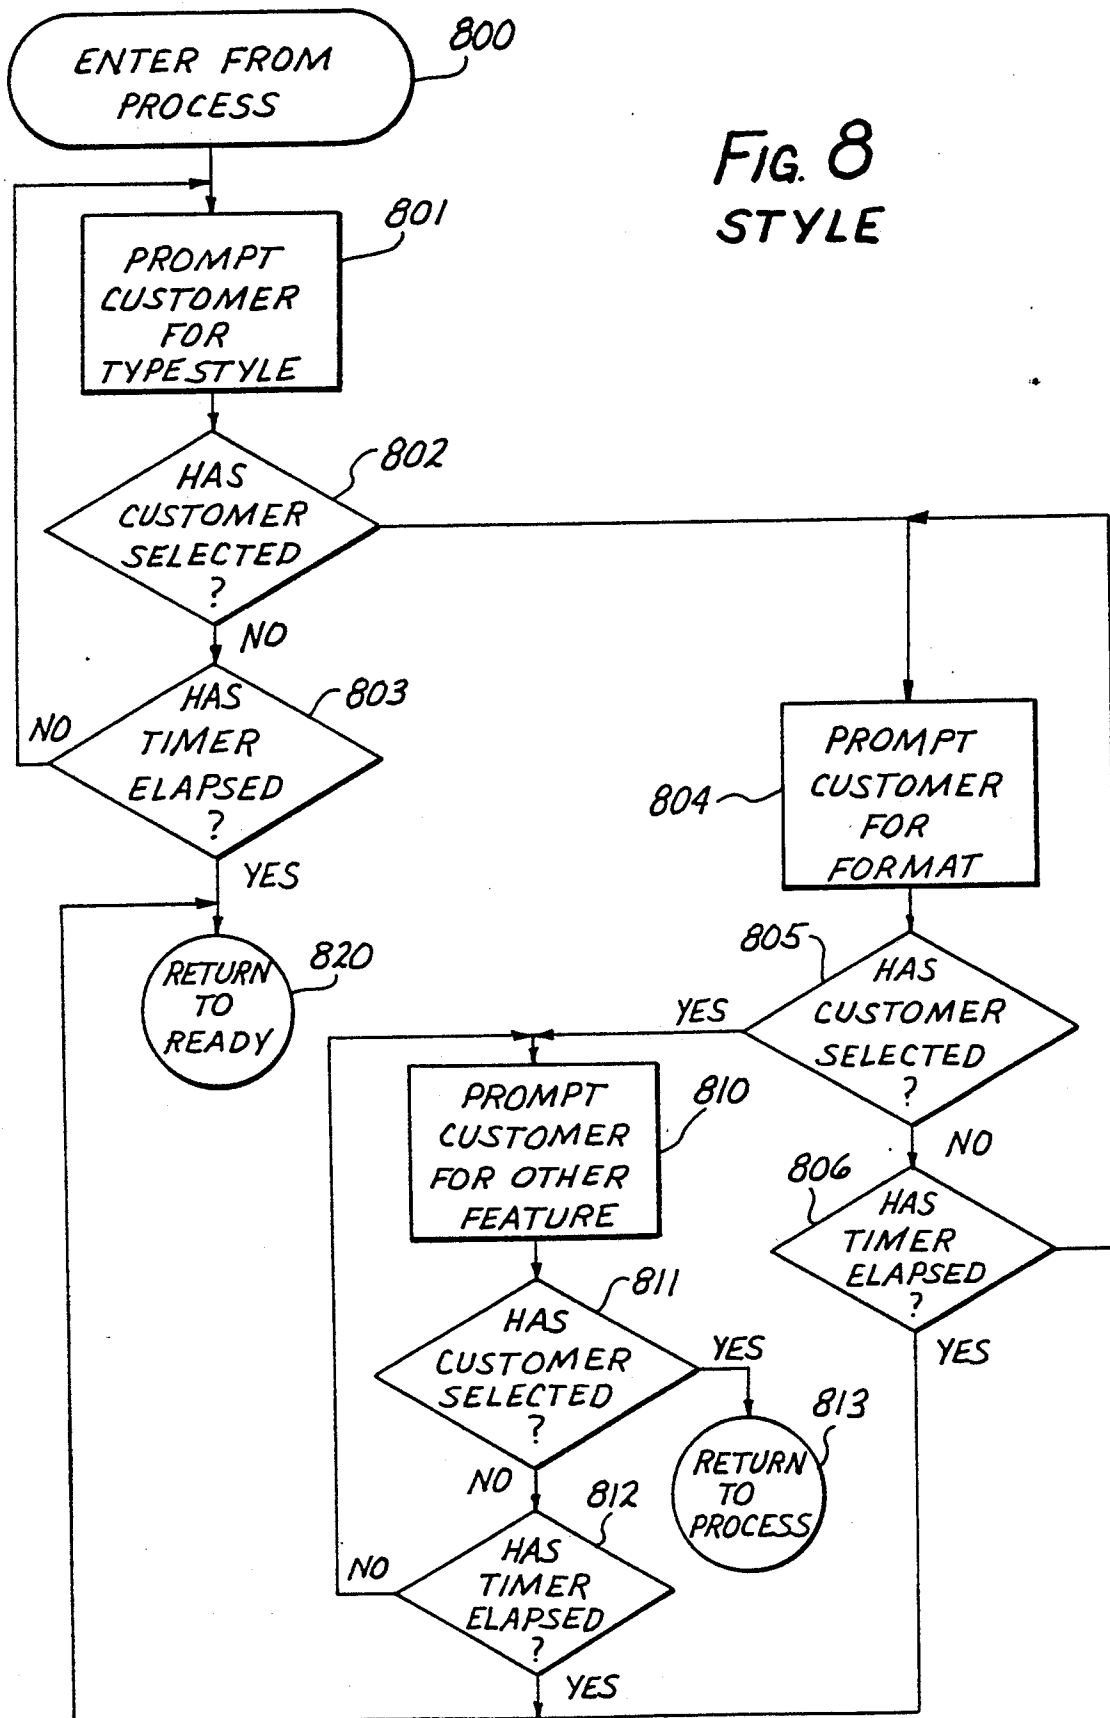 800
ENTER FROM
PROCESS
FIG. 8
STYLE
801
PROMPT
CUSTOMER
FOR
TYPESTYLE
802
HAS
CUSTOMER
SELECTED
?
NO
803
HAS
TIMER
ELAPSED
?
NO
YES
820
RETURN
TO
READY
804
PROMPT
CUSTOMER
FOR
FORMAT
805
HAS
CUSTOMER
SELECTED
?
YES
NO
806
HAS
TIMER
ELAPSED
?
YES
810
PROMPT
CUSTOMER
FOR OTHER
FEATURE
811
HAS
CUSTOMER
SELECTED
?
YES
NO
813
RETURN
TO
PROCESS
812
HAS
TIMER
ELAPSED
?
NO
YES